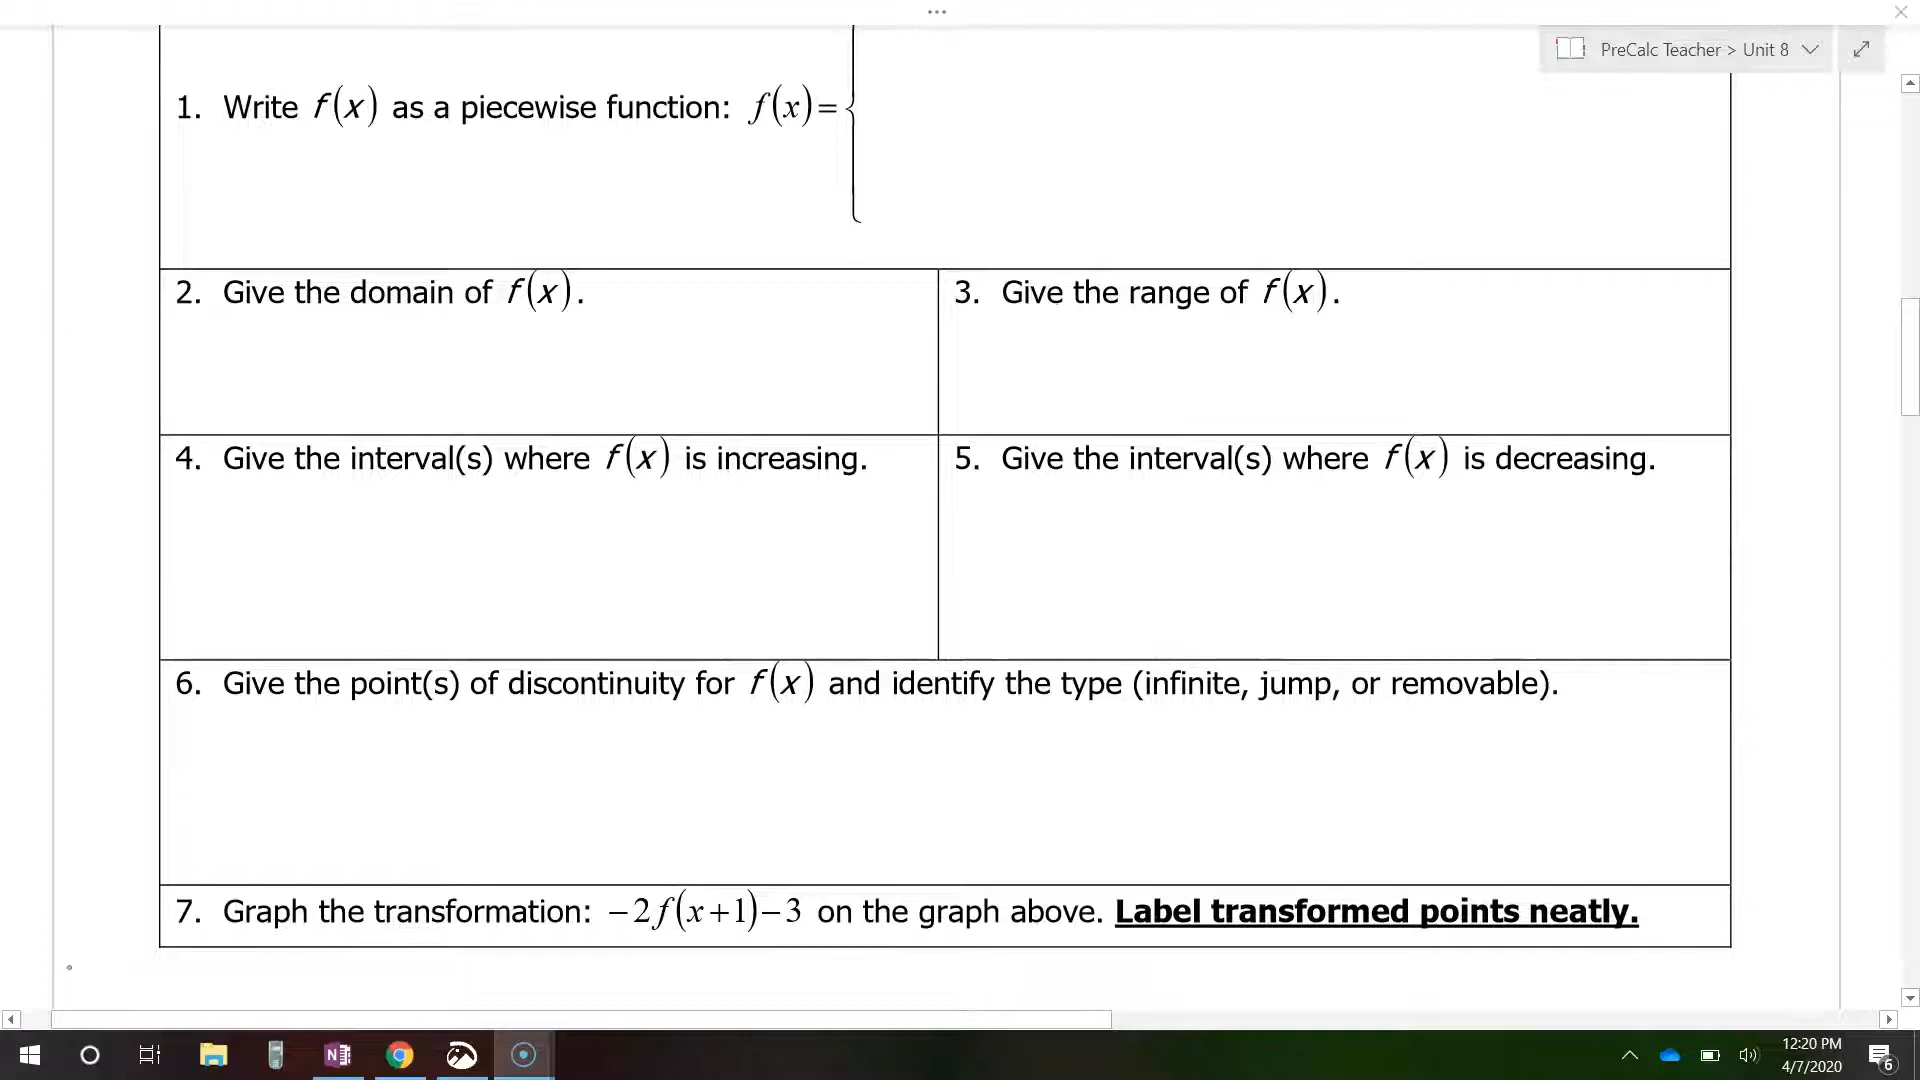 ...
PreCalc Teacher > Unit 8
1. Write f(x) as a piecewise function: f(x)={
2. Give the domain of f(x).
3. Give the range of f(x).
4. Give the interval(s) where f(x) is increasing.
5. Give the interval(s) where f(x) is decreasing.
6. Give the point(s) of discontinuity for f(x) and identify the type (infinite, jump, or removable).
7. Graph the transformation: −2f(x+1)−3 on the graph above. Label transformed points neatly.
12:20 PM
4/7/2020
6